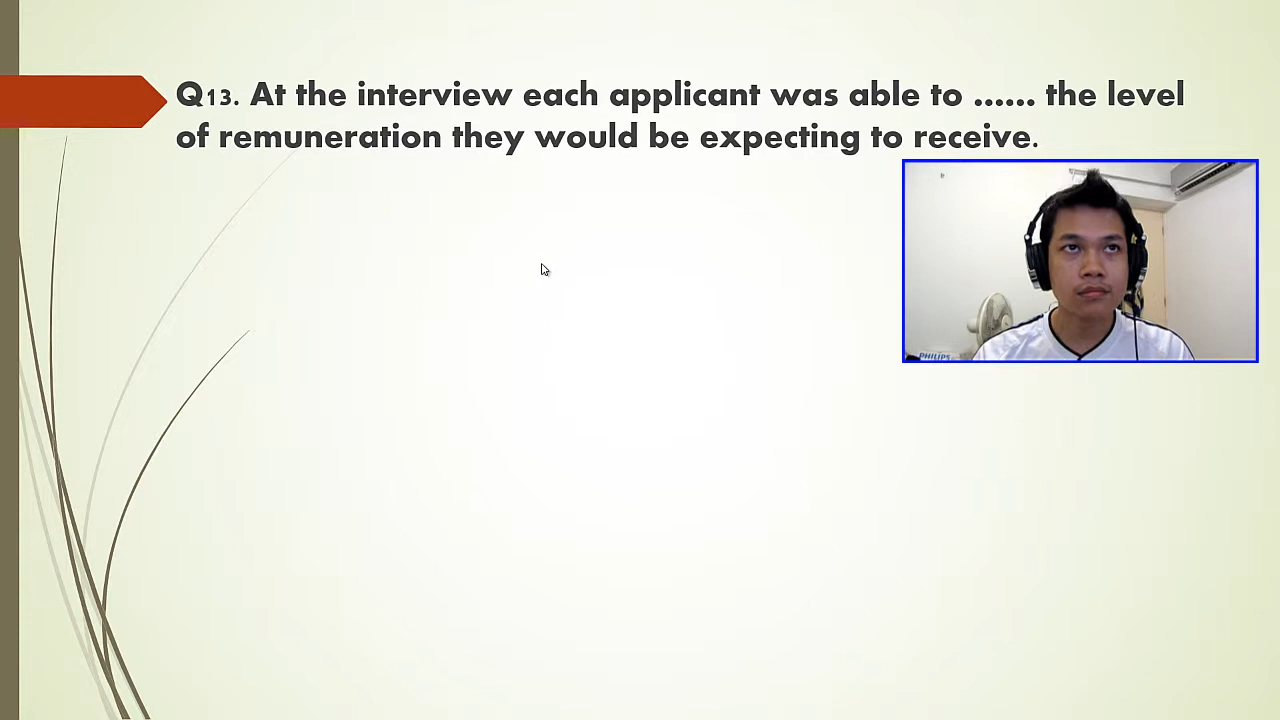 Q13. At the interview each applicant was able to ...... the level
of remuneration they would be expecting to receive.
PHILIPS